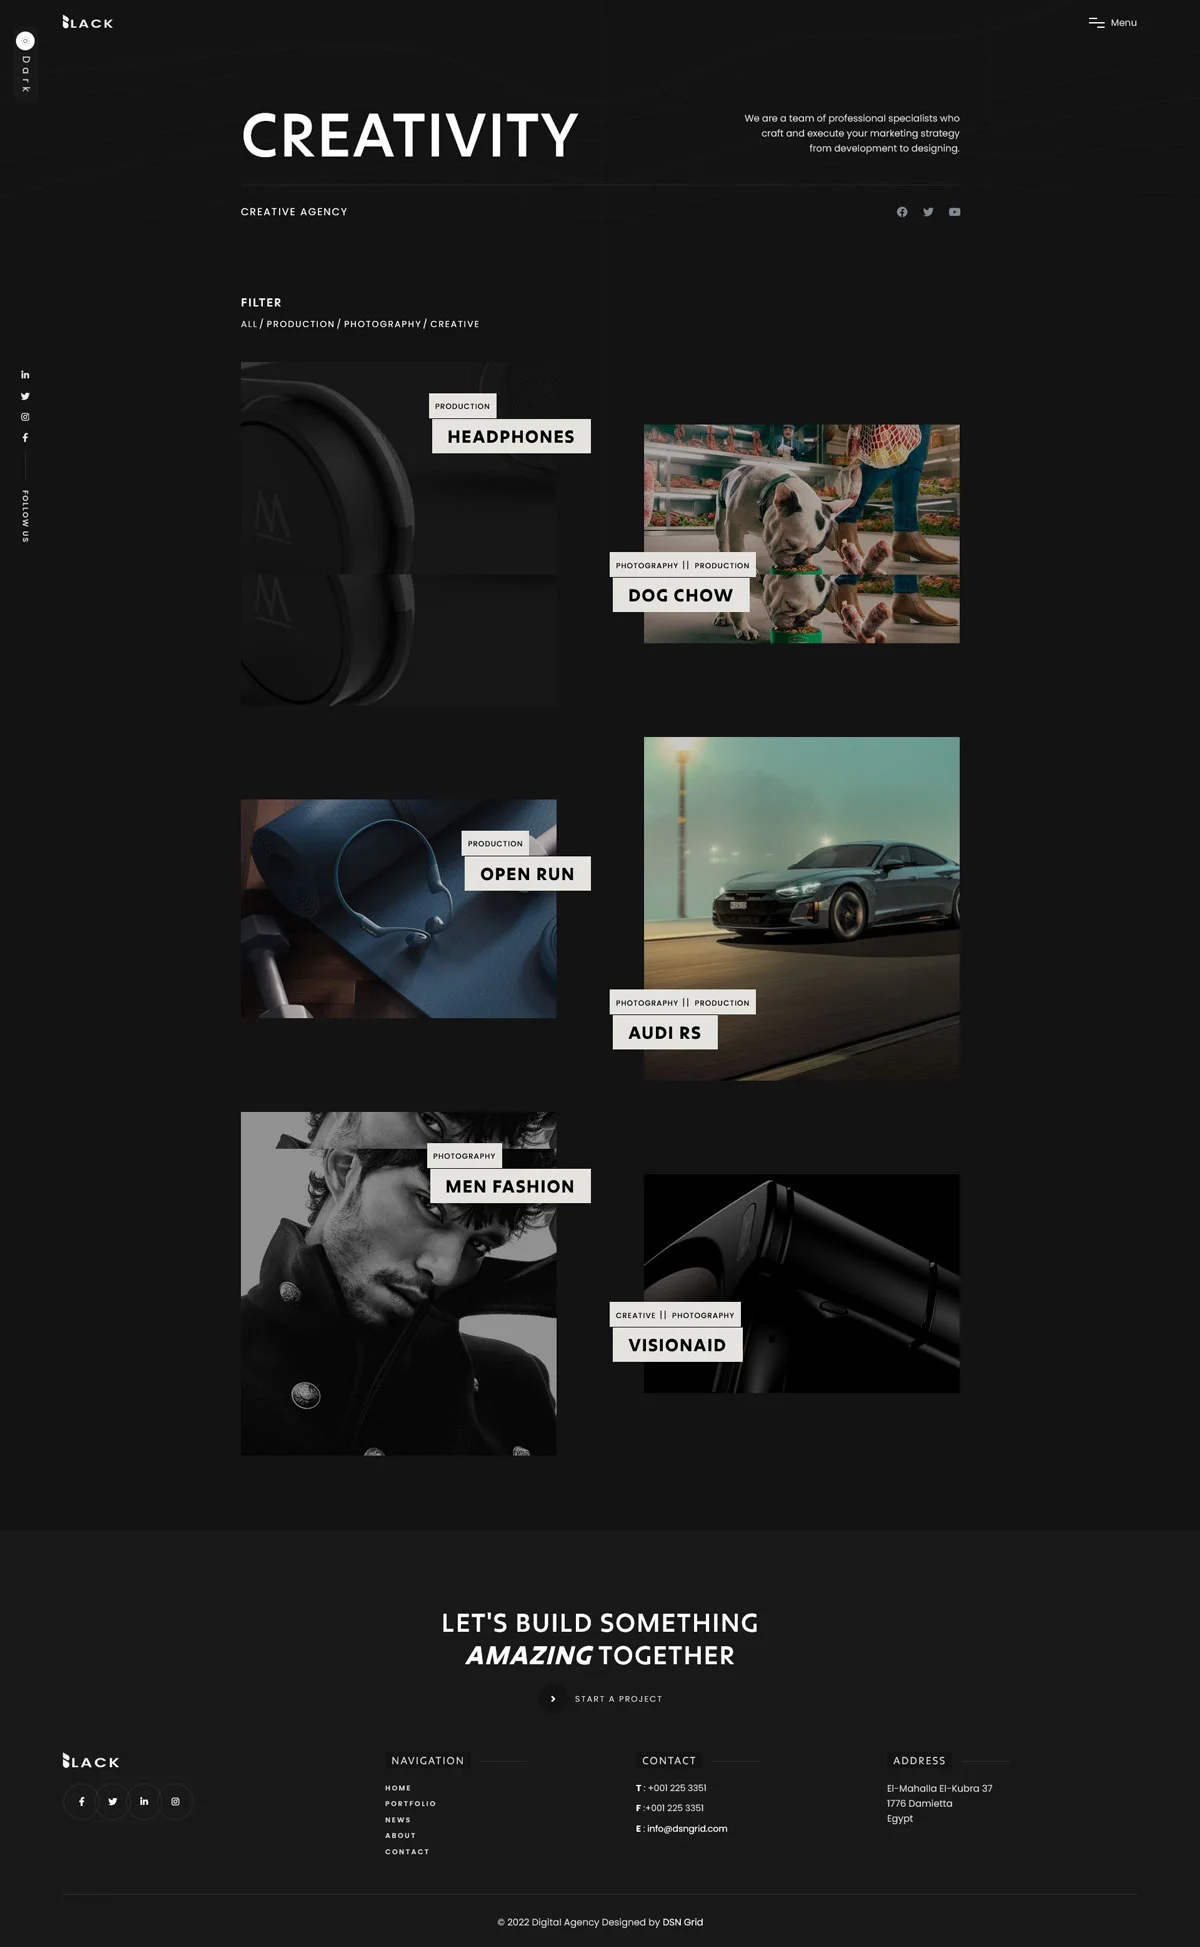 BLACK
Menu
Dark
CREATIVITY
We are a team of professional specialists who
craft and execute your marketing strategy
from development to designing.
CREATIVE AGENCY
FILTER
ALL / PRODUCTION / PHOTOGRAPHY / CREATIVE
FOLLOW US
PRODUCTION
HEADPHONES
PHOTOGRAPHY || PRODUCTION
DOG CHOW
PRODUCTION
OPEN RUN
PHOTOGRAPHY || PRODUCTION
AUDI RS
PHOTOGRAPHY
MEN FASHION
CREATIVE || PHOTOGRAPHY
VISIONAID
LET'S BUILD SOMETHING
AMAZING TOGETHER
START A PROJECT
BLACK
NAVIGATION
HOME
PORTFOLIO
NEWS
ABOUT
CONTACT
CONTACT
T : +001 225 3351
F :+001 225 3351
E : info@dsngrid.com
ADDRESS
El-Mahalla El-Kubra 37
1776 Damietta
Egypt
© 2022 Digital Agency Designed by DSN Grid